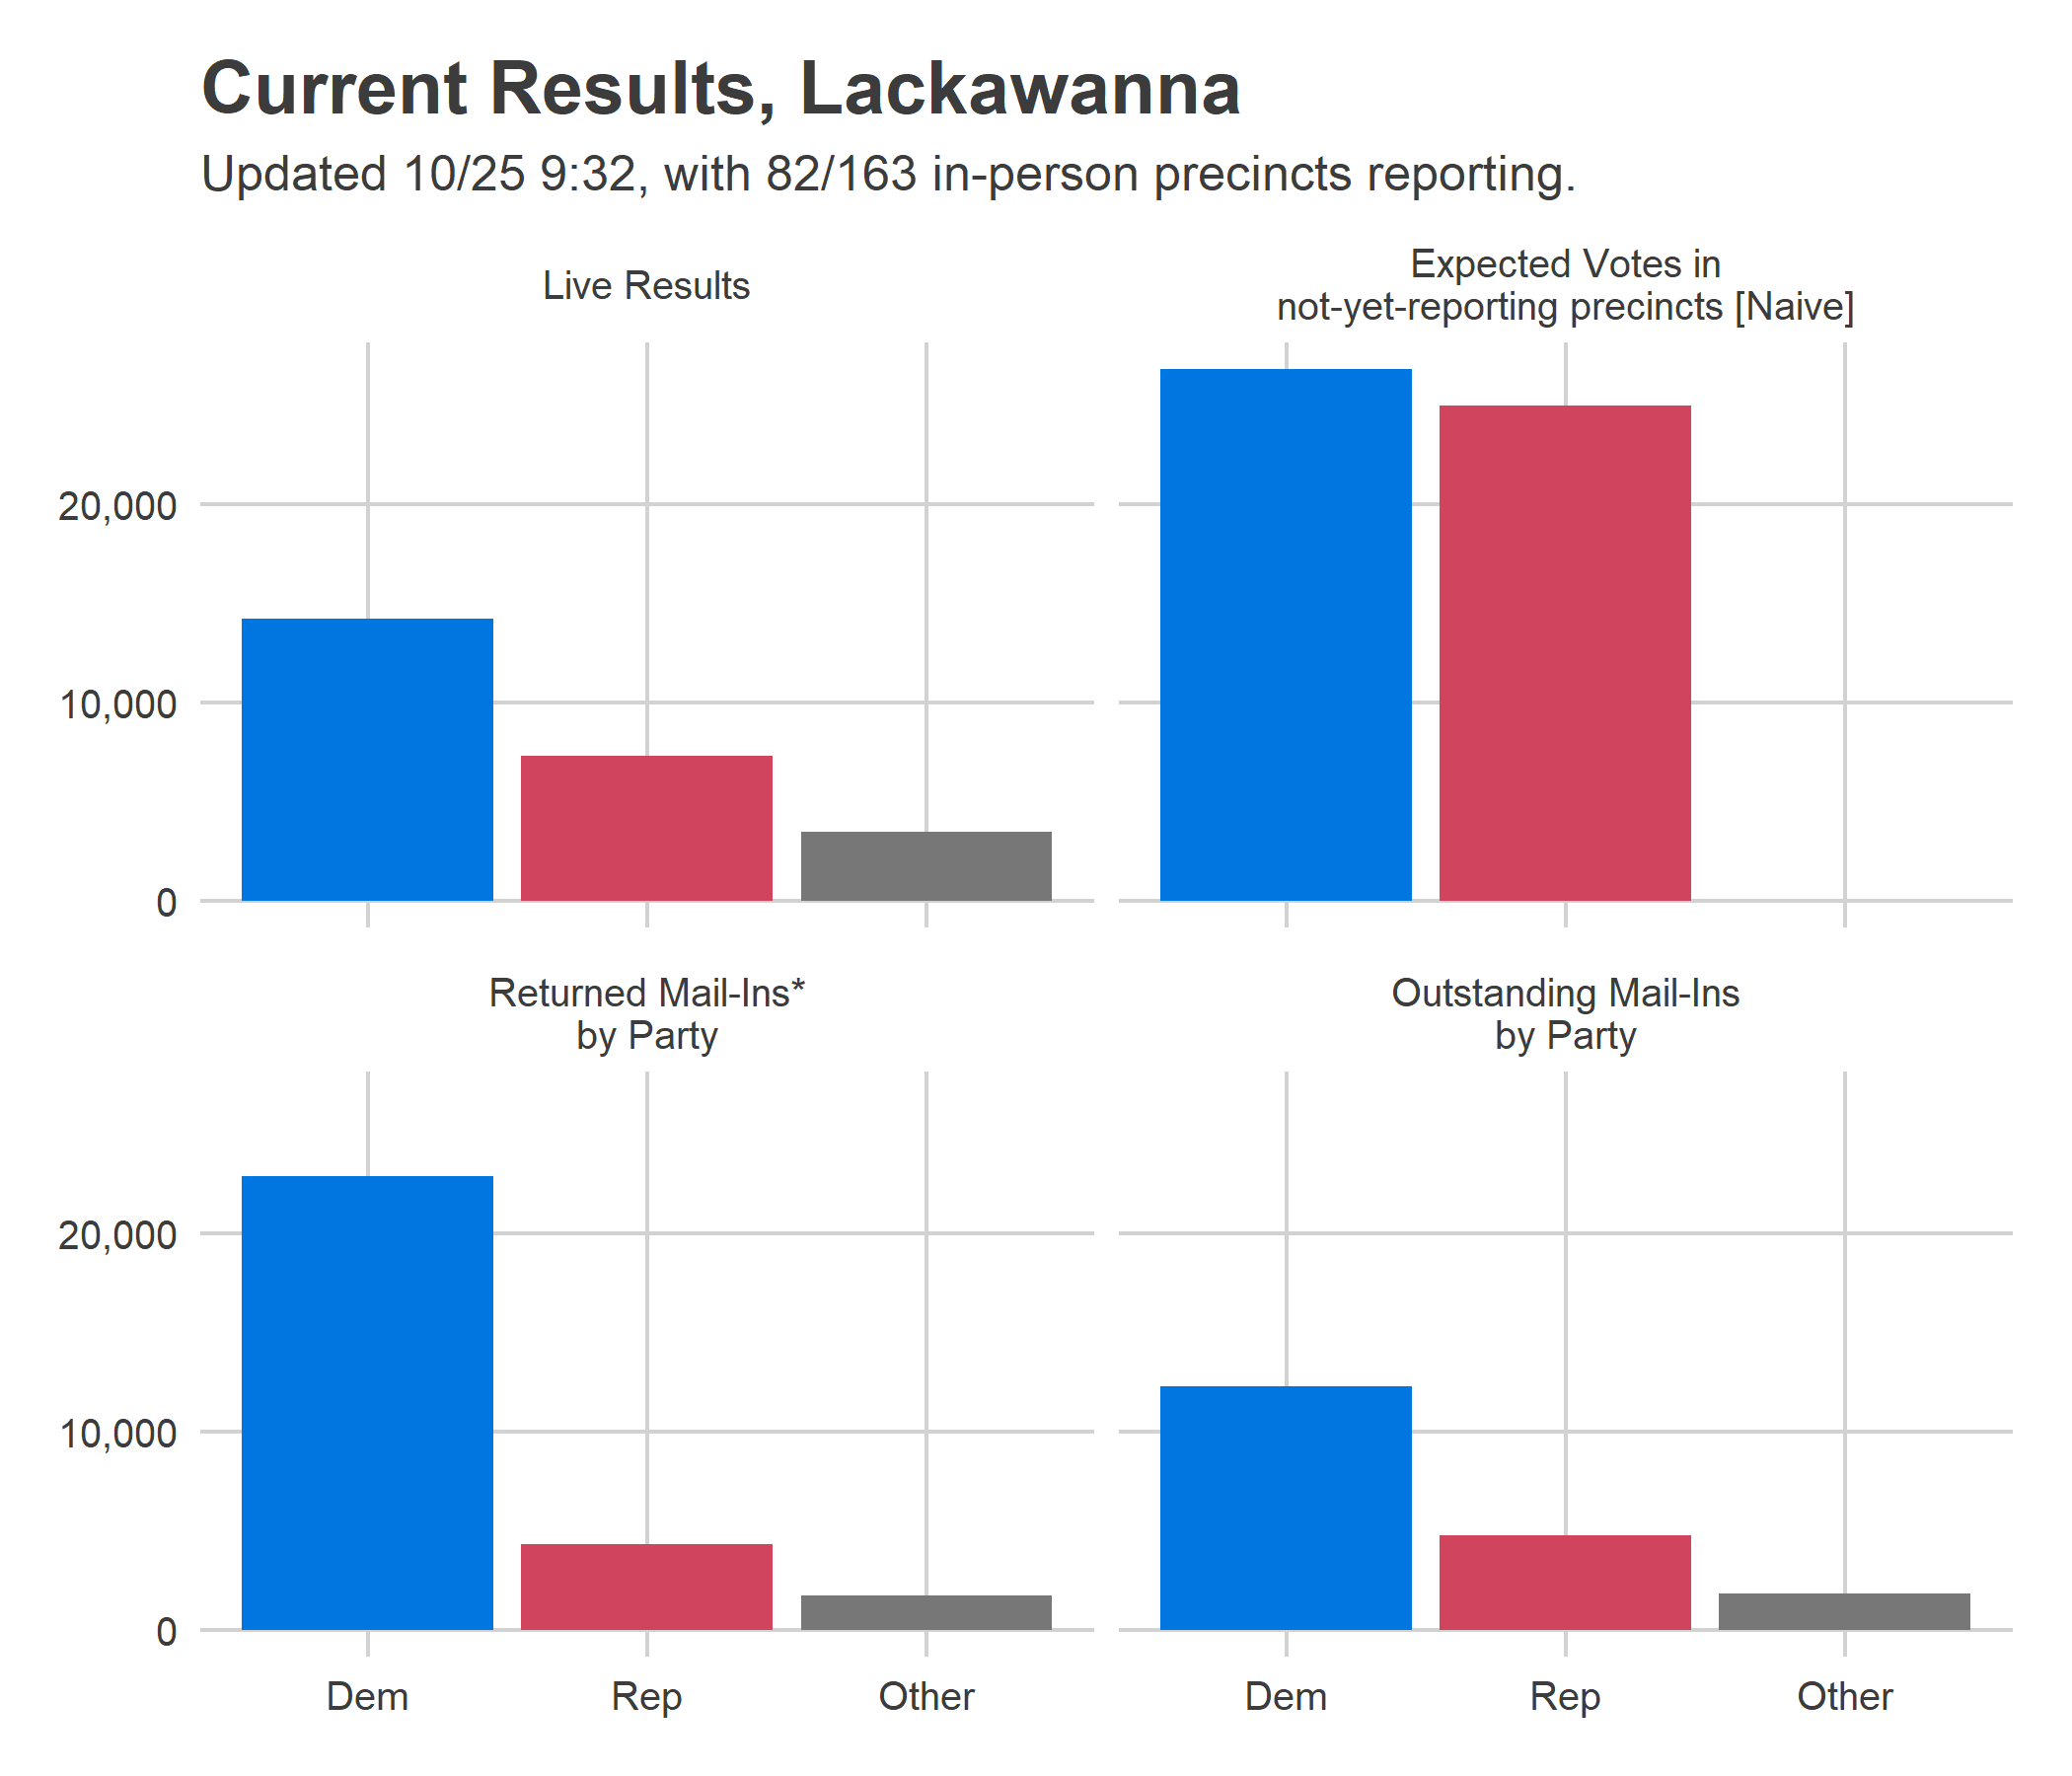 Current Results, Lackawanna
Updated 10/25 9:32, with 82/163 in-person precincts reporting.
Live Results
Expected Votes in
not-yet-reporting precincts [Naive]
20,000
10,000
0
Returned Mail-Ins*
by Party
Outstanding Mail-Ins
by Party
20,000
10,000
0
Dem
Rep
Other
Dem
Rep
Other